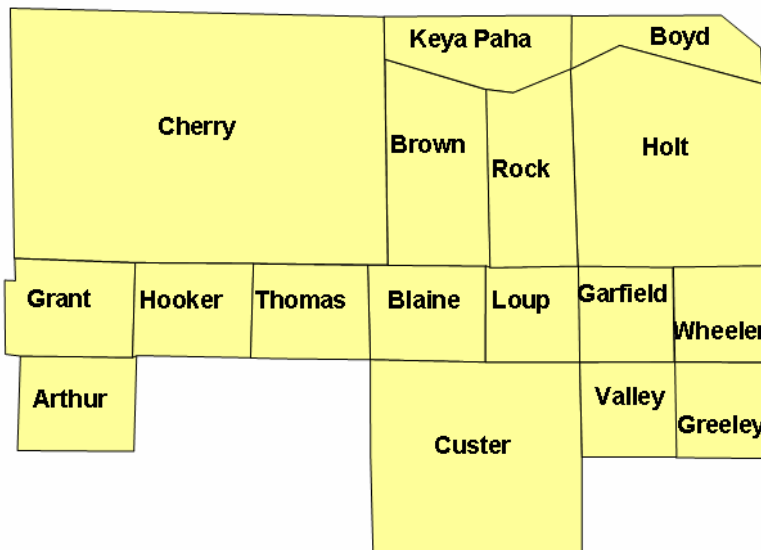 Keya Paha
Boyd
Cherry
Brown
Rock
Holt
Grant
Hooker
Thomas
Blaine
Loup
Garfield
Wheeler
Arthur
Valley
Greeley
Custer